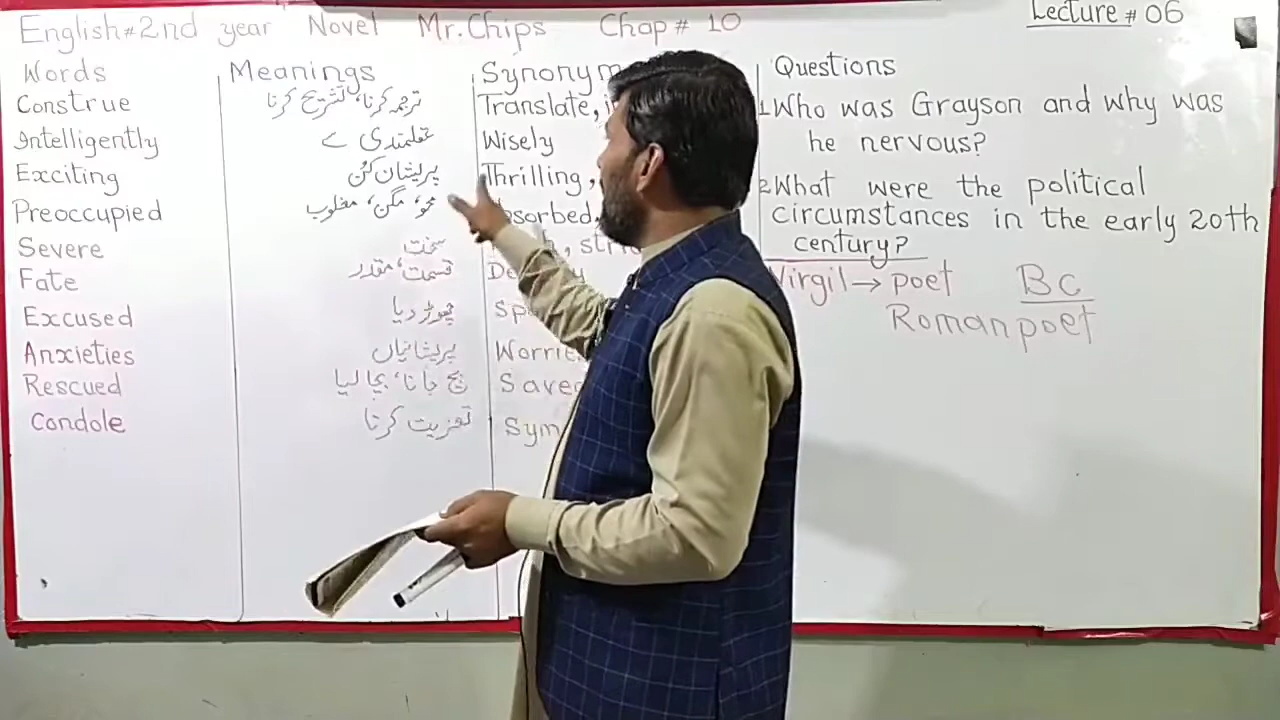 English#2nd year Novel Mr.Chips Chap# 10
Lecture # 06
Words Meanings Synonym
Construe ترجمہ کرنا، تشریح کرنا Translate,
Intelligently عقلمندی سے Wisely
Exciting پریشان کن Thrilling,
Preoccupied محو، مگن، مغلوب
Severe سخت
Fate قسمت، مقدر
Excused چھوڑ دیا
Anxieties پریشانیاں
Rescued بچ جانا، بچا لیا
Condole تعزیت کرنا
Questions
1 Who was Grayson and why was
he nervous?
2 What were the political
circumstances in the early 20th
century?
Virgil → poet Bc
Roman poet